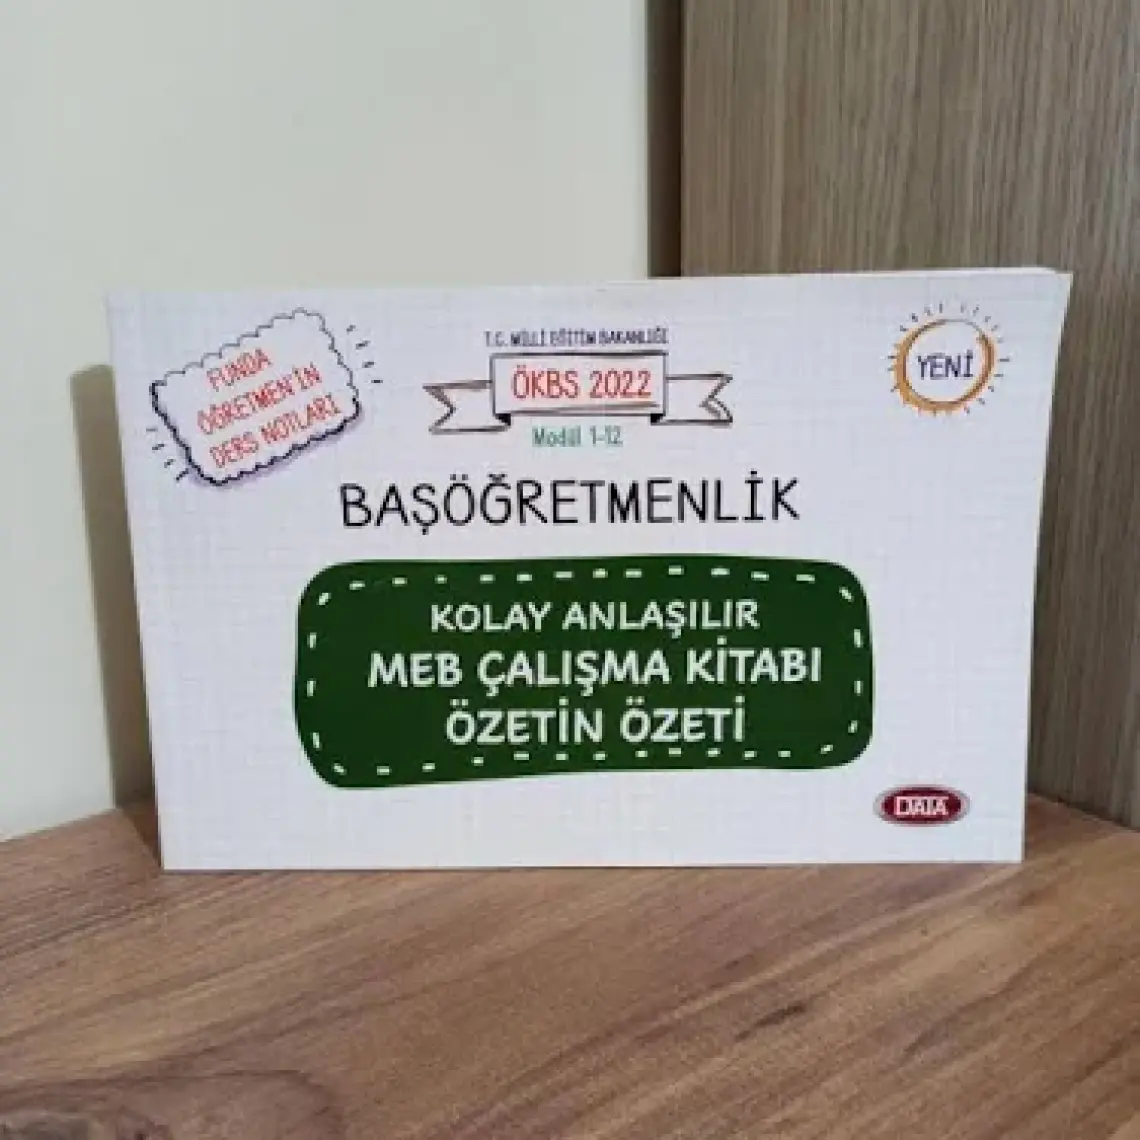 FUNDA
ÖĞRETMEN'İN
DERS NOTLARI
T.C. MİLLİ EĞİTİM BAKANLIĞI
ÖKBS 2022
Modül 1-12
YENİ
BAŞÖĞRETMENLİK
KOLAY ANLAŞILIR
MEB ÇALIŞMA KİTABI
ÖZETİN ÖZETİ
DATA